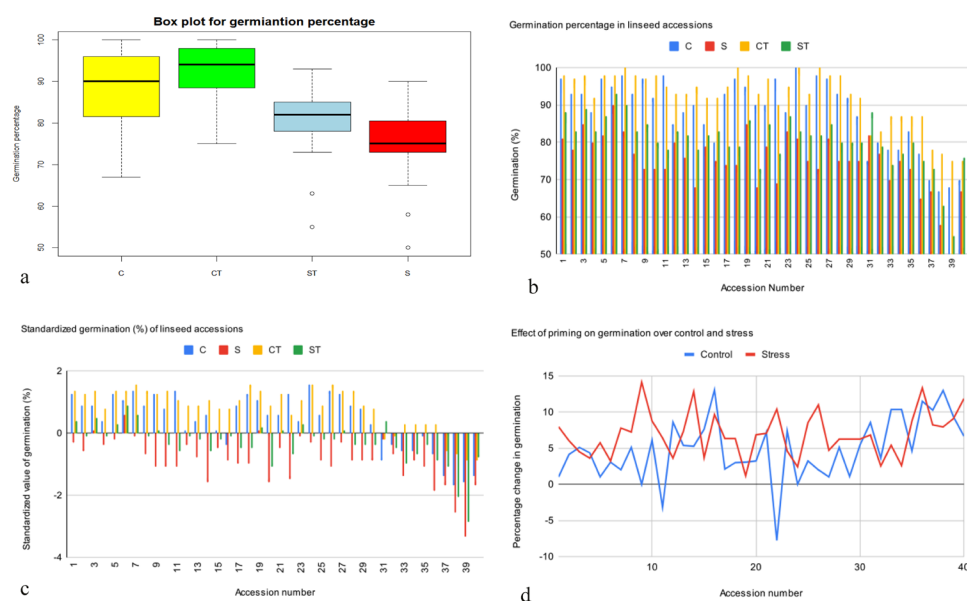 Box plot for germiantion percentage
Germination percentage
100
90
80
70
60
50
C
CT
ST
S
a
Germination percentage in linseed accessions
C S CT ST
Germination (%)
100
90
80
70
60
50
1 3 5 7 9 11 13 15 17 19 21 23 25 27 29 31 33 35 37 39
Accession Number
b
Standardized germination (%) of linseed accessions
C S CT ST
Standardized value of germination (%)
2
0
-2
-4
1 3 5 7 9 11 13 15 17 19 21 23 25 27 29 31 33 35 37 39
Accession number
c
Effect of priming on germination over control and stress
Control Stress
Percentage change in germination
15
10
5
0
-5
-10
10 20 30 40
Accession number
d